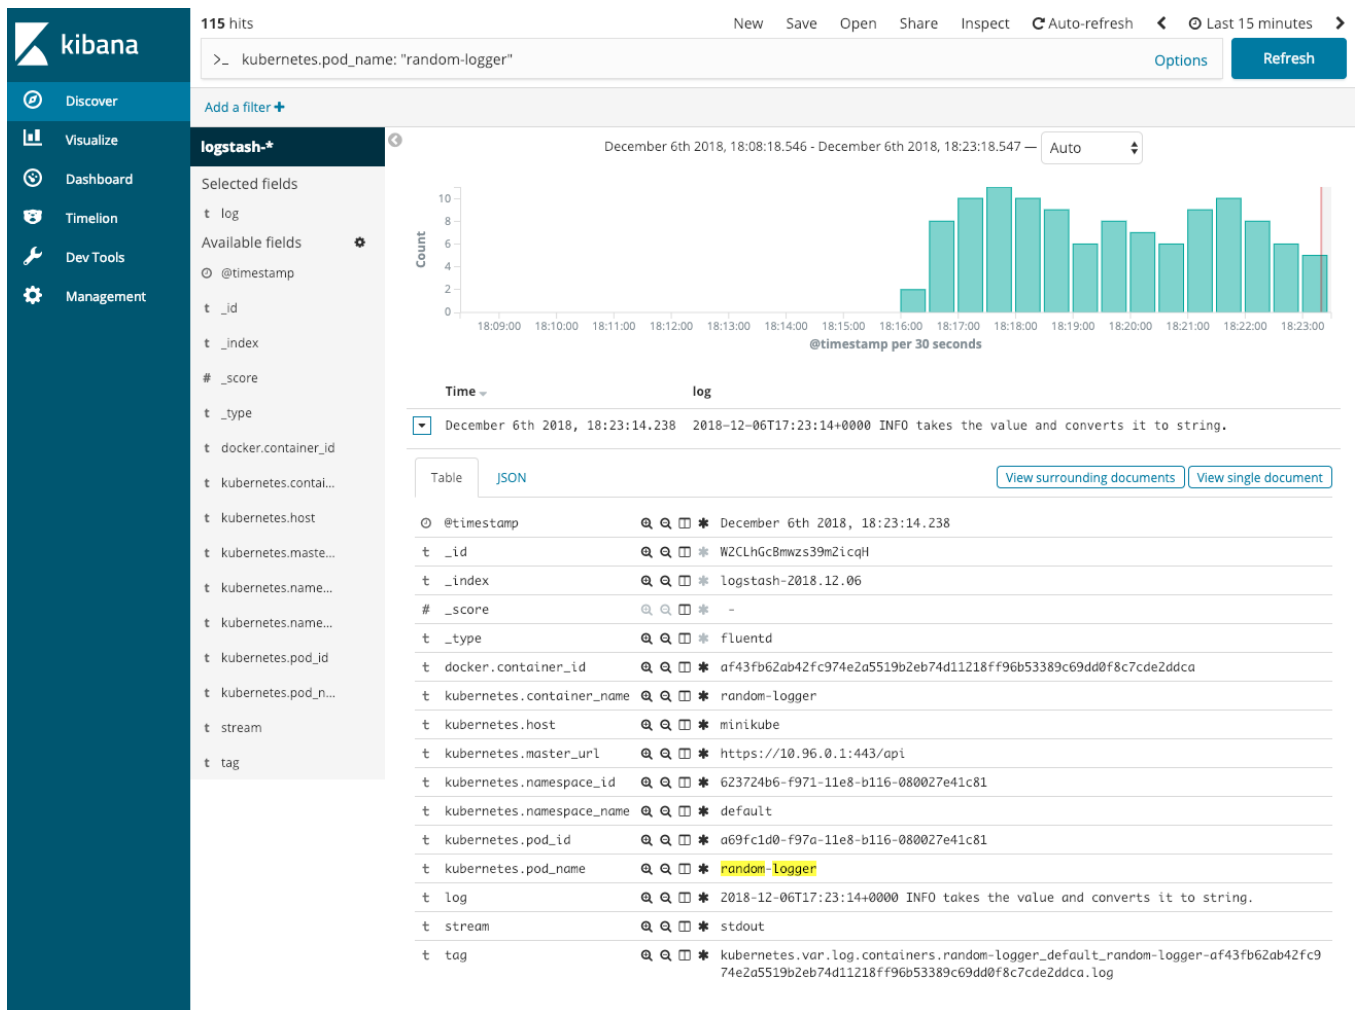 kibana
Discover
Visualize
Dashboard
Timelion
Dev Tools
Management
115 hits
New Save Open Share Inspect Auto-refresh Last 15 minutes
>_ kubernetes.pod_name: "random-logger" Options Refresh
Add a filter +
logstash-*
Selected fields
t log
Available fields
@timestamp
t _id
t _index
# _score
t _type
t docker.container_id
t kubernetes.contai...
t kubernetes.host
t kubernetes.maste...
t kubernetes.name...
t kubernetes.name...
t kubernetes.pod_id
t kubernetes.pod_n...
t stream
t tag
December 6th 2018, 18:08:18.546 - December 6th 2018, 18:23:18.547 — Auto
Count
10
8
6
4
2
0
18:09:00 18:10:00 18:11:00 18:12:00 18:13:00 18:14:00 18:15:00 18:16:00 18:17:00 18:18:00 18:19:00 18:20:00 18:21:00 18:22:00 18:23:00
@timestamp per 30 seconds
Time log
December 6th 2018, 18:23:14.238 2018-12-06T17:23:14+0000 INFO takes the value and converts it to string.
Table JSON View surrounding documents View single document
@timestamp December 6th 2018, 18:23:14.238
t _id W2CLhGcBmwzs39m2icqH
t _index logstash-2018.12.06
# _score -
t _type fluentd
t docker.container_id af43fb62ab42fc974e2a5519b2eb74d11218ff96b53389c69dd0f8c7cde2ddca
t kubernetes.container_name random-logger
t kubernetes.host minikube
t kubernetes.master_url https://10.96.0.1:443/api
t kubernetes.namespace_id 623724b6-f971-11e8-b116-080027e41c81
t kubernetes.namespace_name default
t kubernetes.pod_id a69fc1d0-f97a-11e8-b116-080027e41c81
t kubernetes.pod_name random-logger
t log 2018-12-06T17:23:14+0000 INFO takes the value and converts it to string.
t stream stdout
t tag kubernetes.var.log.containers.random-logger_default_random-logger-af43fb62ab42fc9
74e2a5519b2eb74d11218ff96b53389c69dd0f8c7cde2ddca.log